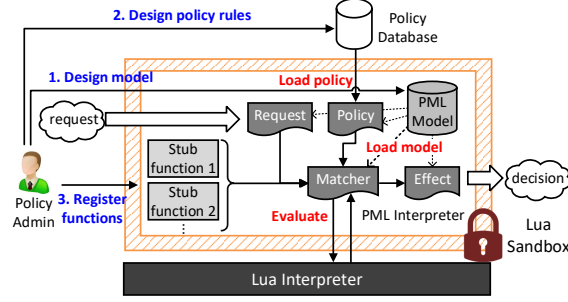 2. Design policy rules
Policy
Database
1. Design model
Load policy
request
Request
Policy
PML
Model
Load model
Stub
function 1
Stub
function 2
⋮
Matcher
Effect
decision
Policy
Admin
3. Register
functions
Evaluate
PML Interpreter
Lua
Sandbox
Lua Interpreter